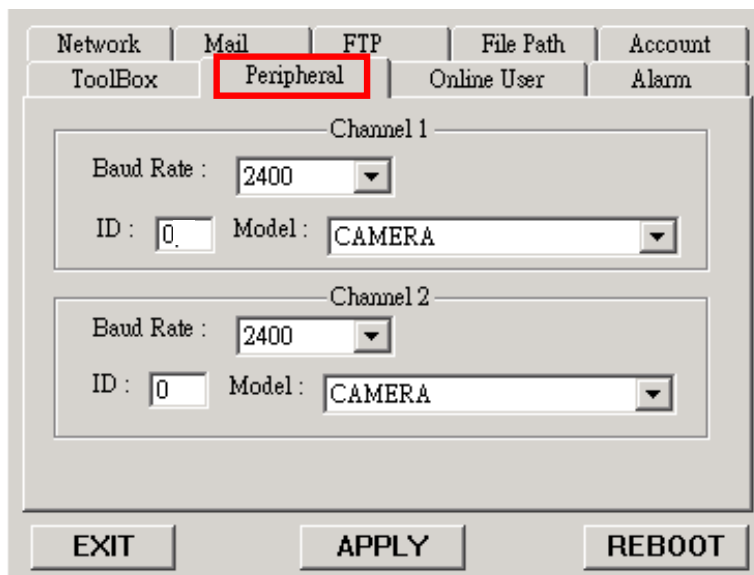 Network Mail FTP File Path Account
ToolBox Peripheral Online User Alarm
Channel 1
Baud Rate : 2400
ID : 0. Model : CAMERA
Channel 2
Baud Rate : 2400
ID : 0 Model : CAMERA
EXIT APPLY REBOOT